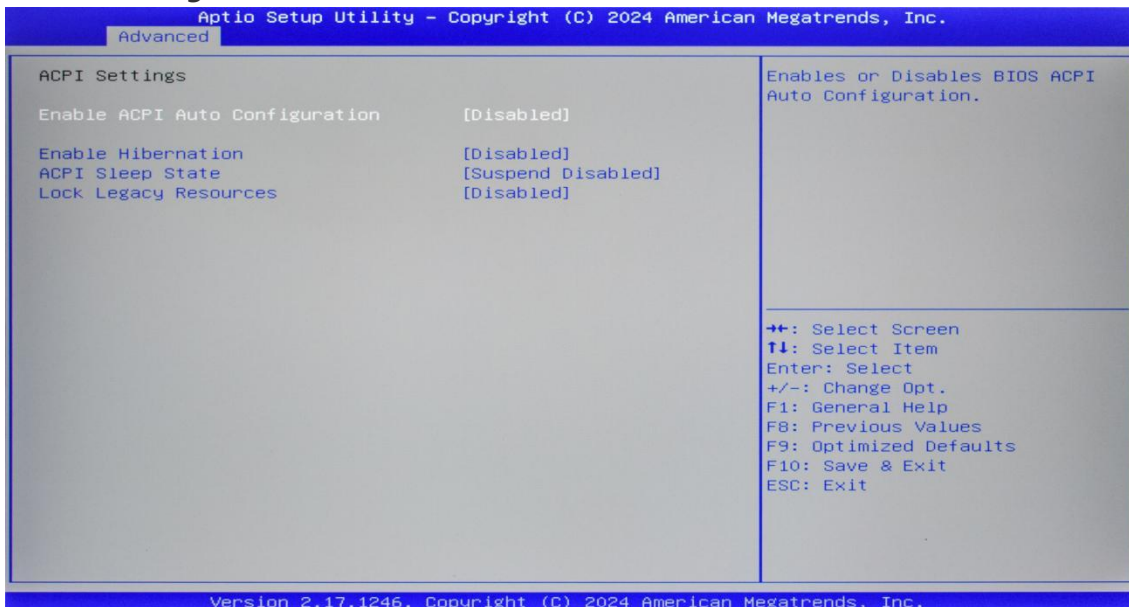 Aptio Setup Utility – Copyright (C) 2024 American Megatrends, Inc.
Advanced
ACPI Settings
Enable ACPI Auto Configuration [Disabled]
Enable Hibernation [Disabled]
ACPI Sleep State [Suspend Disabled]
Lock Legacy Resources [Disabled]
Enables or Disables BIOS ACPI
Auto Configuration.
→←: Select Screen
↑↓: Select Item
Enter: Select
+/-: Change Opt.
F1: General Help
F8: Previous Values
F9: Optimized Defaults
F10: Save & Exit
ESC: Exit
Version 2.17.1246. Copyright (C) 2024 American Megatrends, Inc.